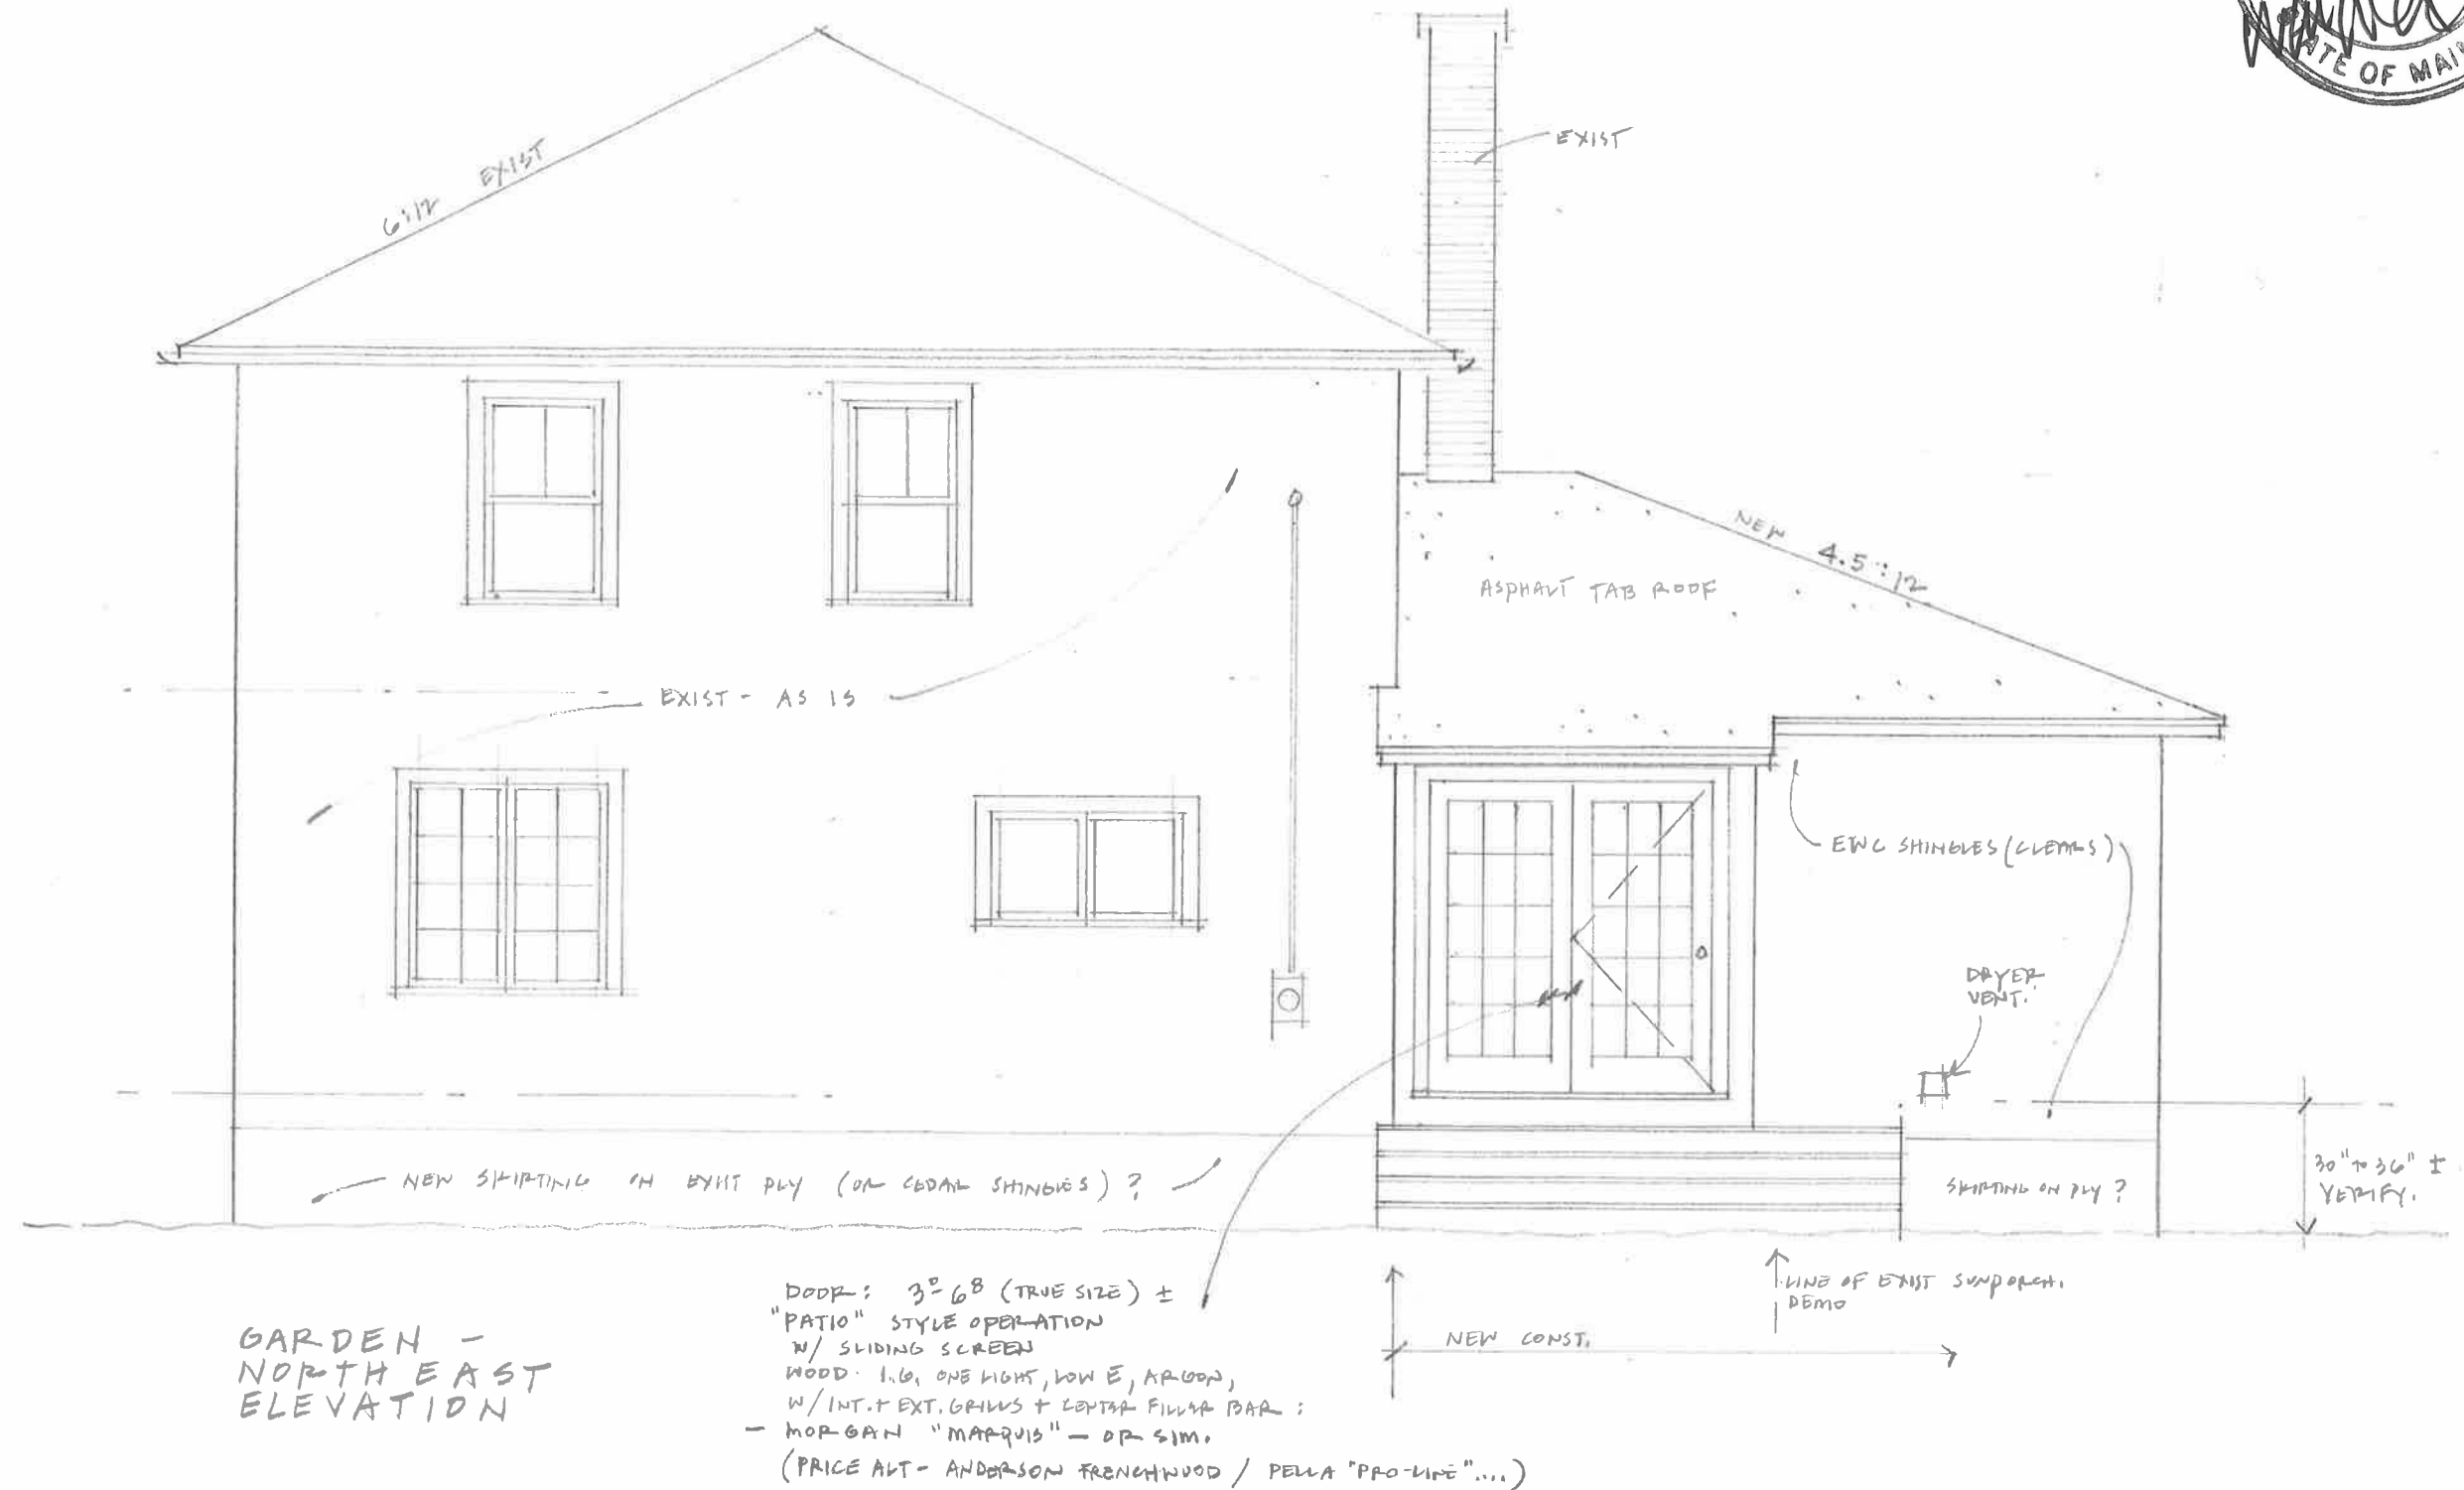 ATE OF MAI
EXIST
6:12 EXIST
NEW 4.5:12
ASPHALT TAB ROOF
EXIST - AS IS
EWC SHINGLES (CLEARS)
DRYER
VENT.
30" TO 36" ±
VERIFY.
NEW SKIRTING ON EXIST PLY (OR CEDAR SHINGLES) ?
SKIRTING ON PLY ?
LINE OF EXIST SUNPORCH.
DEMO
NEW CONST.
DOOR: 3⁰ 6⁸ (TRUE SIZE) ±
"PATIO" STYLE OPERATION
W/ SLIDING SCREEN
WOOD. I.G, ONE LIGHT, LOW E, ARGON,
W/ INT. + EXT. GRILLS + CENTER FILLER BAR :
- MORGAN "MARQUIS" - OR SIM.
(PRICE ALT - ANDERSON FRENCHWOOD / PELLA "PRO-LINE"....)
GARDEN -
NORTH EAST
ELEVATION